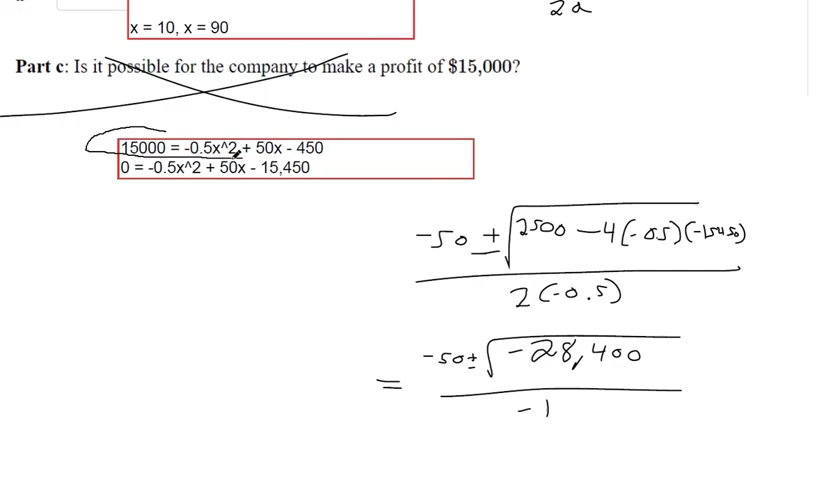 2a
x = 10, x = 90
Part c: Is it possible for the company to make a profit of $15,000?
15000 = -0.5x^2 + 50x - 450
0 = -0.5x^2 + 50x - 15,450
-50 ± √2500 - 4(-05)(-15450)
2(-0.5)
-50 ± √-28,400
=
-1